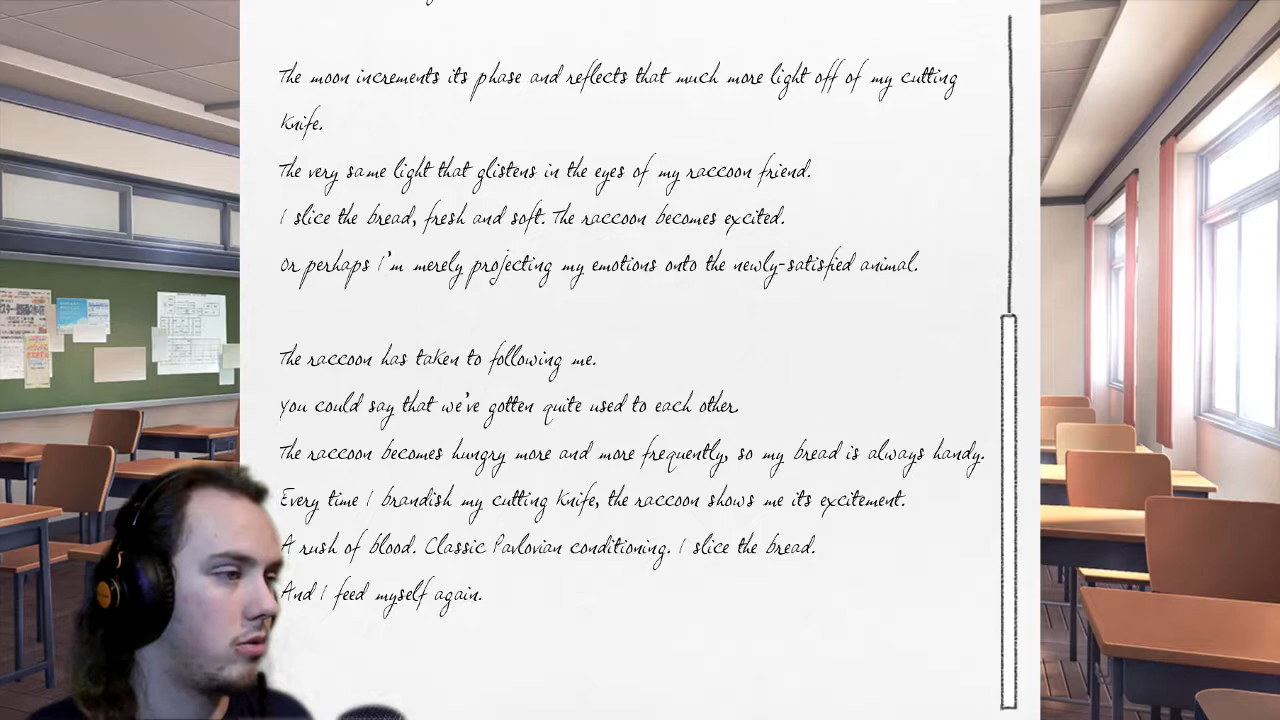 The moon increments its phase and reflects that much more light off of my cutting
knife.
The very same light that glistens in the eyes of my raccoon friend.
I slice the bread, fresh and soft. The raccoon becomes excited.
Or perhaps I'm merely projecting my emotions onto the newly-satisfied animal.
The raccoon has taken to following me.
You could say that we've gotten quite used to each other.
The raccoon becomes hungry more and more frequently, so my bread is always handy.
Every time I brandish my cutting knife, the raccoon shows me its excitement.
A rush of blood. Classic Pavlovian conditioning. I slice the bread.
And I feed myself again.